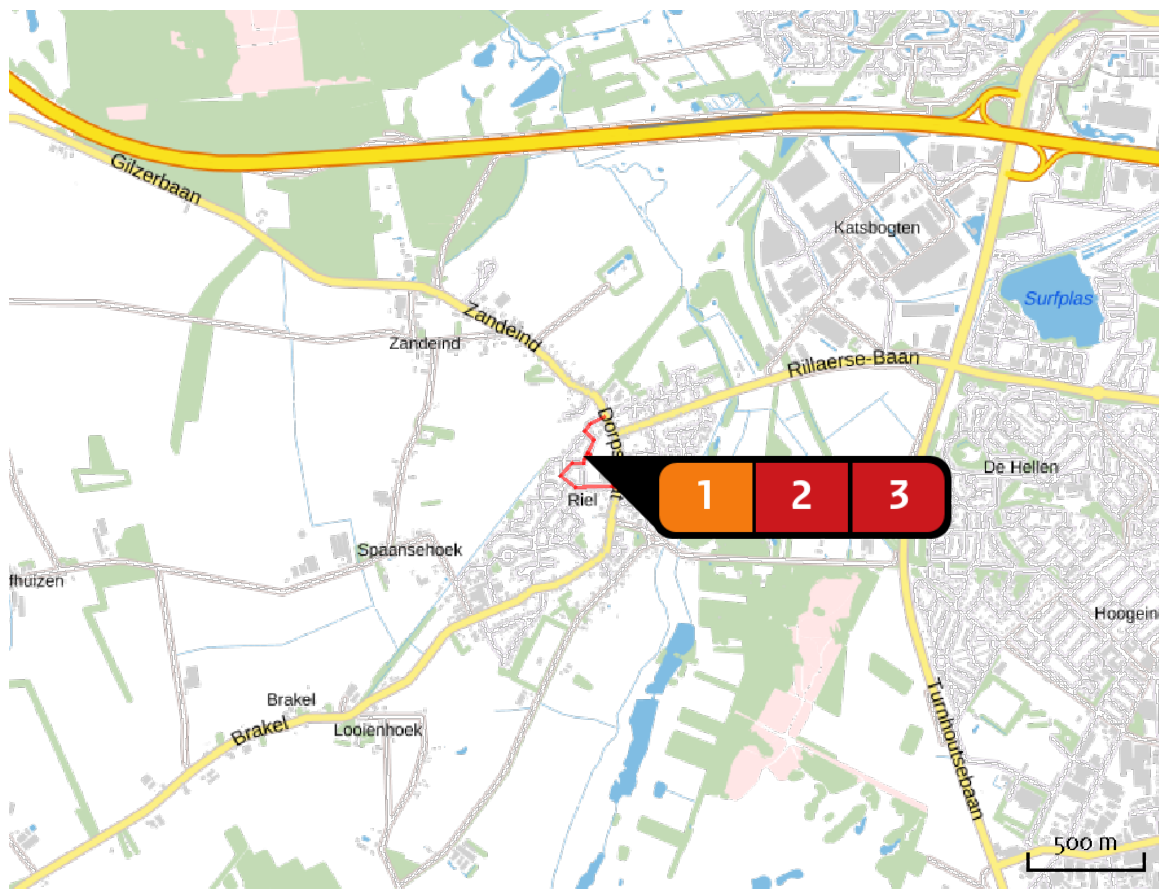 Gilzerbaan
Katsbogten
Surfplas
Zandeind
Zandeind
Rillaerse-Baan
De Hellen
1 2 3
Riel
Spaansehoek
Hoogein
Brakel
Brakel
Looienhoek
Turnhoutsebaan
500 m